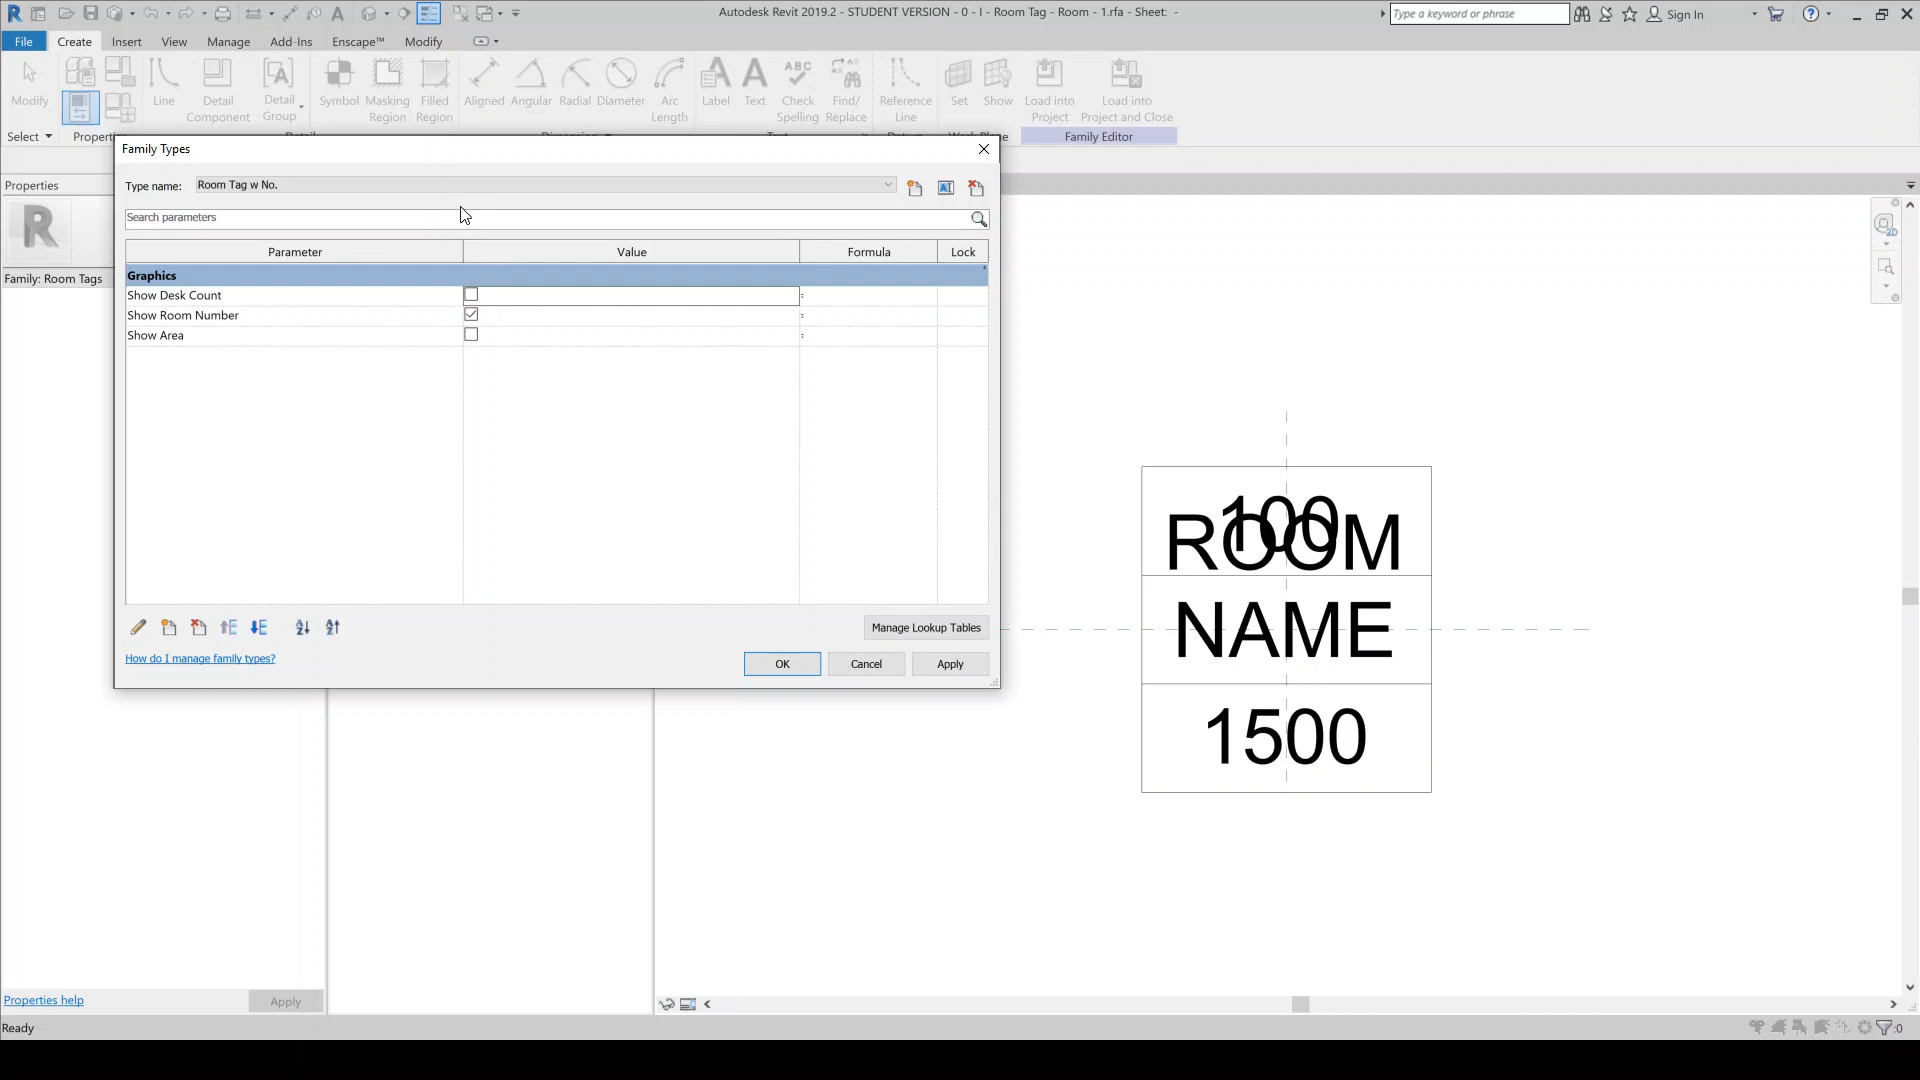 Autodesk Revit 2019.2 - STUDENT VERSION - 0 - I - Room Tag - Room - 1.rfa - Sheet: -
Type a keyword or phrase
Sign In
File Create Insert View Manage Add-Ins Enscape™ Modify
Modify
Line
Detail Component
Detail Group
Symbol
Masking Region
Filled Region
Aligned
Angular
Radial
Diameter
Arc Length
Label
Text
Check Spelling
Find/ Replace
Reference Line
Set
Show
Load into Project
Load into Project and Close
Select
Family Editor
Family Types
Properties
Type name: Room Tag w No.
Search parameters
Parameter Value Formula Lock
Graphics
Family: Room Tags
Show Desk Count =
Show Room Number =
Show Area =
100
ROOM
NAME
1500
Manage Lookup Tables
How do I manage family types?
OK Cancel Apply
Properties help Apply
Ready
:0